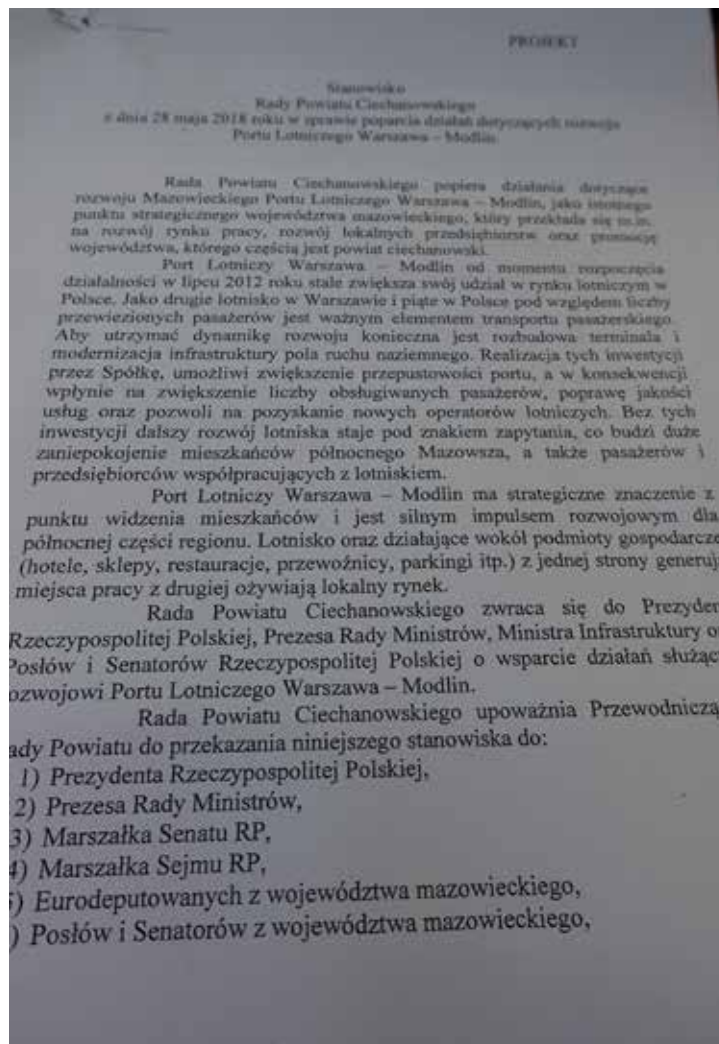 PROJEKT
Stanowisko
Rady Powiatu Ciechanowskiego
z dnia 28 maja 2018 roku w sprawie poparcia działań dotyczących rozwoju
Portu Lotniczego Warszawa – Modlin
Rada Powiatu Ciechanowskiego popiera działania dotyczące
rozwoju Mazowieckiego Portu Lotniczego Warszawa – Modlin, jako istotnego
punktu strategicznego województwa mazowieckiego, który przekłada się m.in.
na rozwój rynku pracy, rozwój lokalnych przedsiębiorstw oraz promocję
województwa, którego częścią jest powiat ciechanowski.
Port Lotniczy Warszawa – Modlin od momentu rozpoczęcia
działalności w lipcu 2012 roku stale zwiększa swój udział w rynku lotniczym w
Polsce. Jako drugie lotnisko w Warszawie i piąte w Polsce pod względem liczby
przewiezionych pasażerów jest ważnym elementem transportu pasażerskiego.
Aby utrzymać dynamikę rozwoju konieczna jest rozbudowa terminala i
modernizacja infrastruktury pola ruchu naziemnego. Realizacja tych inwestycji
przez Spółkę, umożliwi zwiększenie przepustowości portu, a w konsekwencji
wpłynie na zwiększenie liczby obsługiwanych pasażerów, poprawę jakości
usług oraz pozwoli na pozyskanie nowych operatorów lotniczych. Bez tych
inwestycji dalszy rozwój lotniska staje pod znakiem zapytania, co budzi duże
zaniepokojenie mieszkańców północnego Mazowsza, a także pasażerów i
przedsiębiorców współpracujących z lotniskiem.
Port Lotniczy Warszawa – Modlin ma strategiczne znaczenie z
punktu widzenia mieszkańców i jest silnym impulsem rozwojowym dla
północnej części regionu. Lotnisko oraz działające wokół podmioty gospodarcze
(hotele, sklepy, restauracje, przewoźnicy, parkingi itp.) z jednej strony generują
miejsca pracy z drugiej ożywiają lokalny rynek.
Rada Powiatu Ciechanowskiego zwraca się do Prezyden
Rzeczypospolitej Polskiej, Prezesa Rady Ministrów, Ministra Infrastruktury o
Posłów i Senatorów Rzeczypospolitej Polskiej o wsparcie działań służąc
ozwojowi Portu Lotniczego Warszawa – Modlin.
Rada Powiatu Ciechanowskiego upoważnia Przewodniczą
ady Powiatu do przekazania niniejszego stanowiska do:
1) Prezydenta Rzeczypospolitej Polskiej,
2) Prezesa Rady Ministrów,
3) Marszałka Senatu RP,
4) Marszałka Sejmu RP,
5) Eurodeputowanych z województwa mazowieckiego,
) Posłów i Senatorów z województwa mazowieckiego,